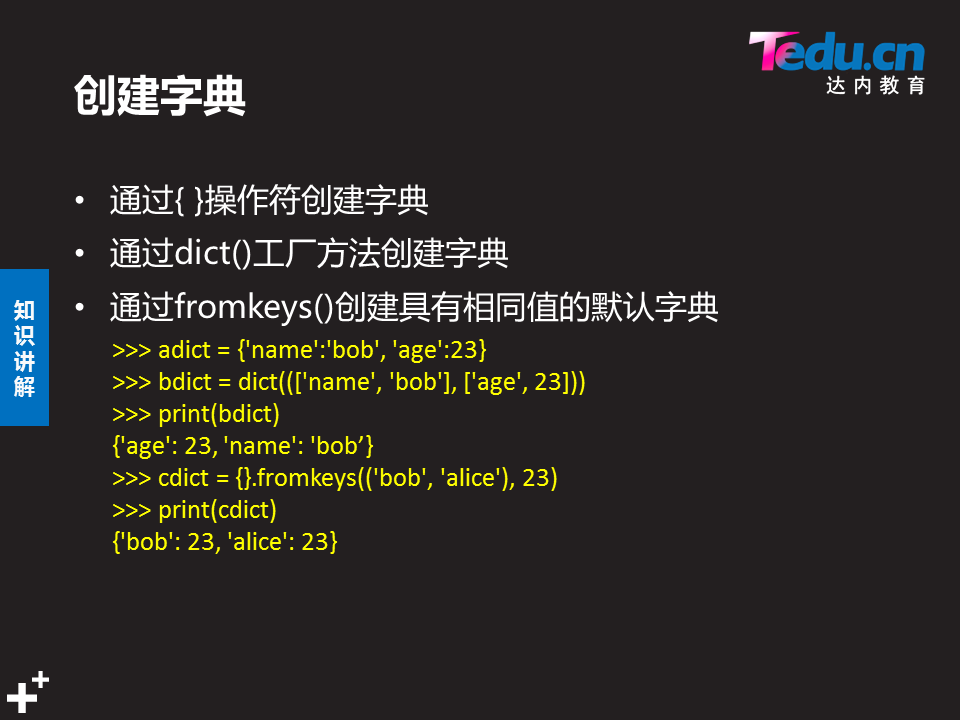 Tedu.cn
达内教育
创建字典
• 通过{ }操作符创建字典
• 通过dict()工厂方法创建字典
• 通过fromkeys()创建具有相同值的默认字典
>>> adict = {'name':'bob', 'age':23}
>>> bdict = dict((['name', 'bob'], ['age', 23]))
>>> print(bdict)
{'age': 23, 'name': 'bob’}
>>> cdict = {}.fromkeys(('bob', 'alice'), 23)
>>> print(cdict)
{'bob': 23, 'alice': 23}
知识讲解